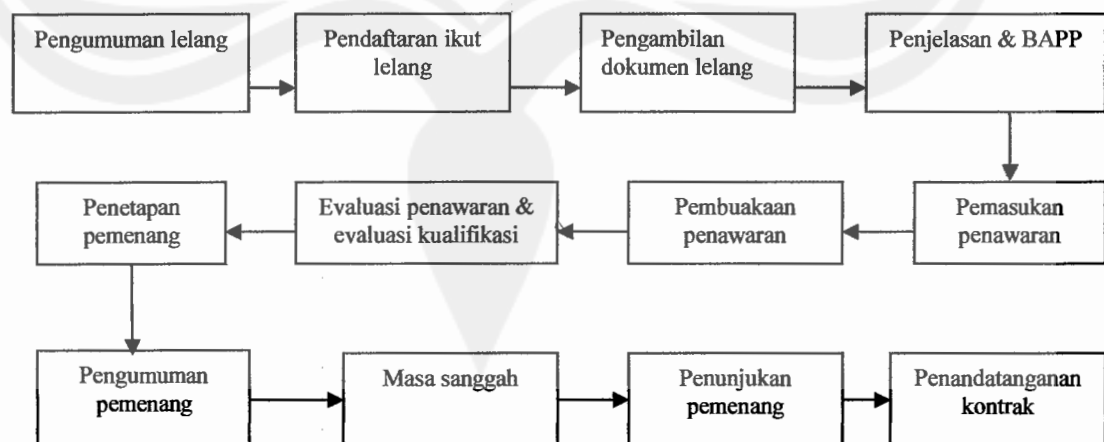 Pengumuman lelang
Pendaftaran ikut
lelang
Pengambilan
dokumen lelang
Penjelasan & BAPP
Pemasukan
penawaran
Pembuakaan
penawaran
Evaluasi penawaran &
evaluasi kualifikasi
Penetapan
pemenang
Pengumuman
pemenang
Masa sanggah
Penunjukan
pemenang
Penandatanganan
kontrak